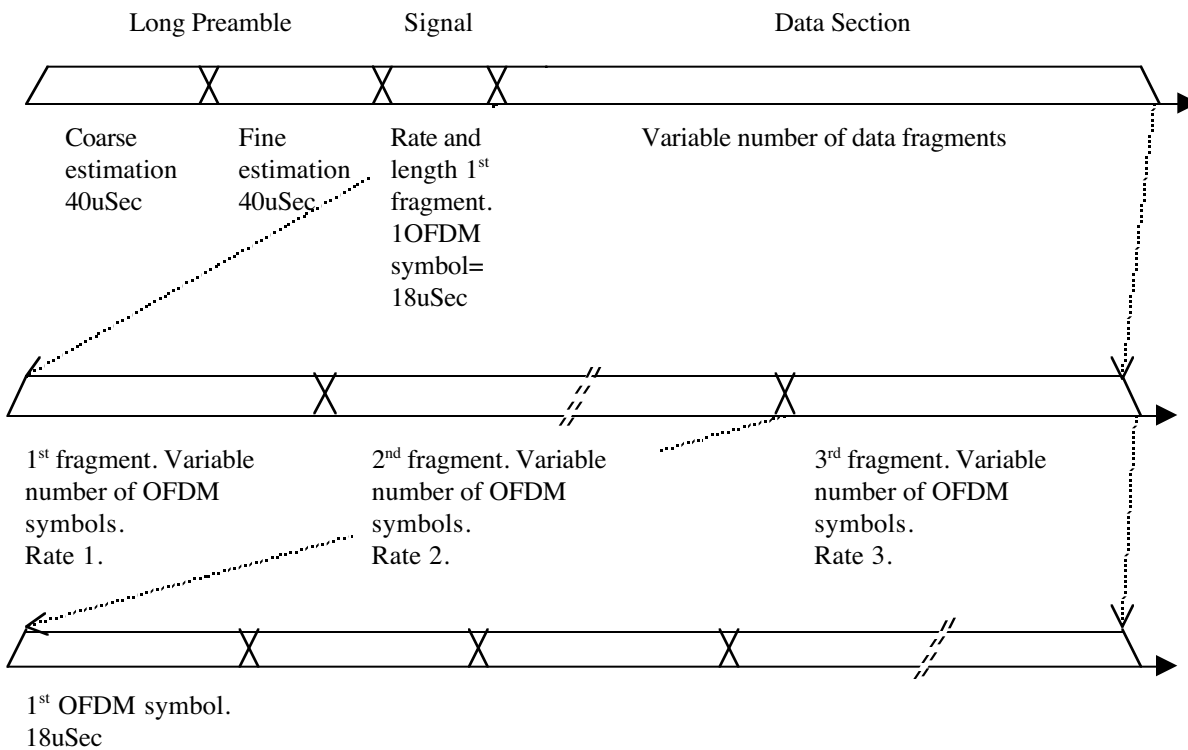 Long Preamble
Signal
Data Section
Coarse
estimation
40uSec
Fine
estimation
40uSec
Rate and
length 1st
fragment.
1OFDM
symbol=
18uSec
Variable number of data fragments
1st fragment. Variable
number of OFDM
symbols.
Rate 1.
2nd fragment. Variable
number of OFDM
symbols.
Rate 2.
3rd fragment. Variable
number of OFDM
symbols.
Rate 3.
1st OFDM symbol.
18uSec